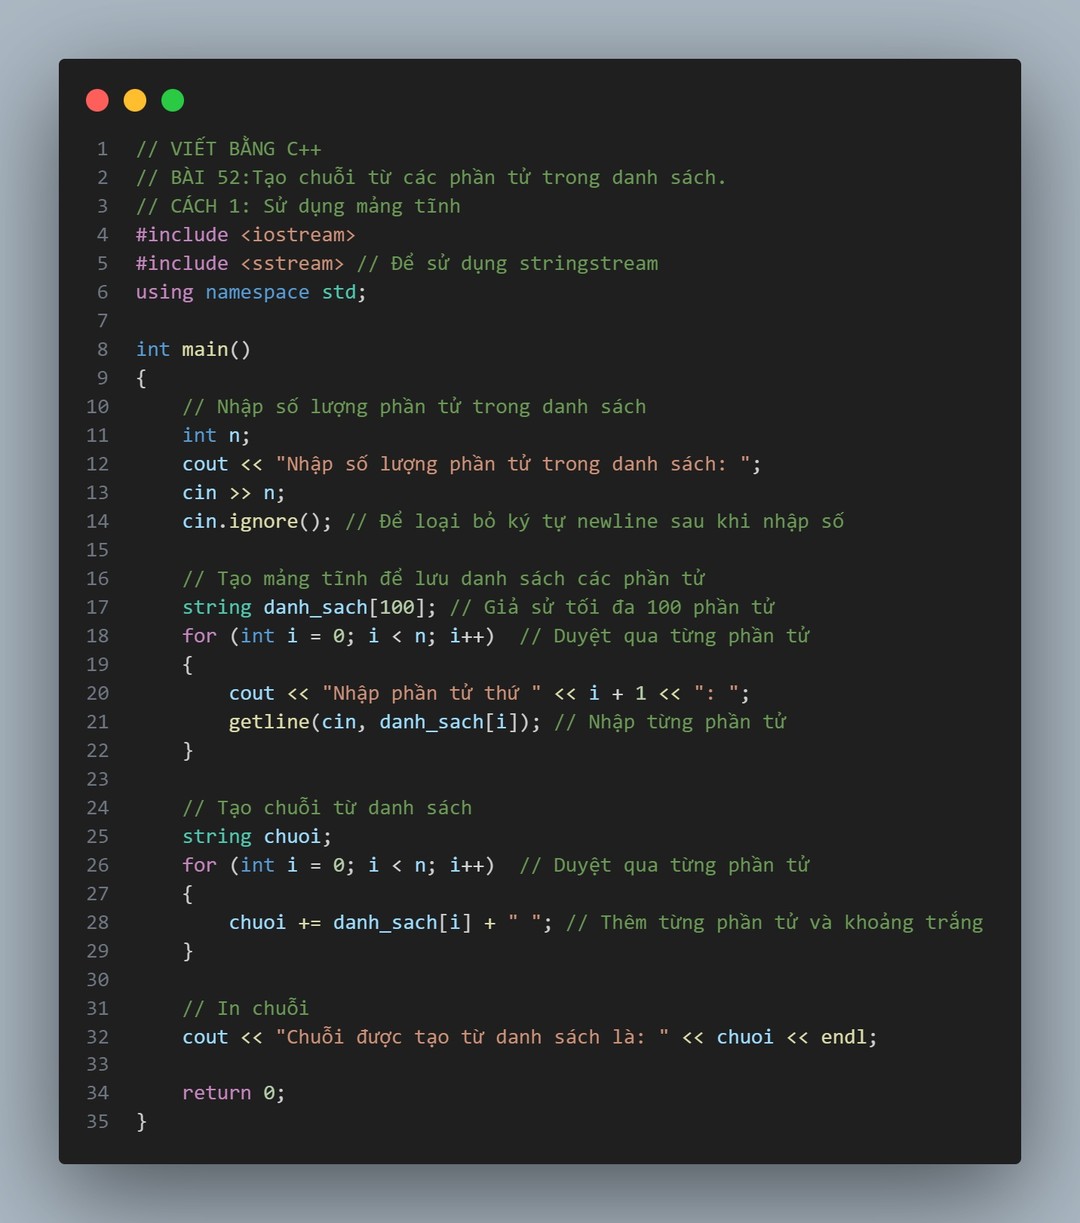 1 // VIẾT BẰNG C++
2 // BÀI 52:Tạo chuỗi từ các phần tử trong danh sách.
3 // CÁCH 1: Sử dụng mảng tĩnh
4 #include <iostream>
5 #include <sstream> // Để sử dụng stringstream
6 using namespace std;
7
8 int main()
9 {
10     // Nhập số lượng phần tử trong danh sách
11     int n;
12     cout << "Nhập số lượng phần tử trong danh sách: ";
13     cin >> n;
14     cin.ignore(); // Để loại bỏ ký tự newline sau khi nhập số
15
16     // Tạo mảng tĩnh để lưu danh sách các phần tử
17     string danh_sach[100]; // Giả sử tối đa 100 phần tử
18     for (int i = 0; i < n; i++)  // Duyệt qua từng phần tử
19     {
20         cout << "Nhập phần tử thứ " << i + 1 << ": ";
21         getline(cin, danh_sach[i]); // Nhập từng phần tử
22     }
23
24     // Tạo chuỗi từ danh sách
25     string chuoi;
26     for (int i = 0; i < n; i++)  // Duyệt qua từng phần tử
27     {
28         chuoi += danh_sach[i] + " "; // Thêm từng phần tử và khoảng trắng
29     }
30
31     // In chuỗi
32     cout << "Chuỗi được tạo từ danh sách là: " << chuoi << endl;
33
34     return 0;
35 }